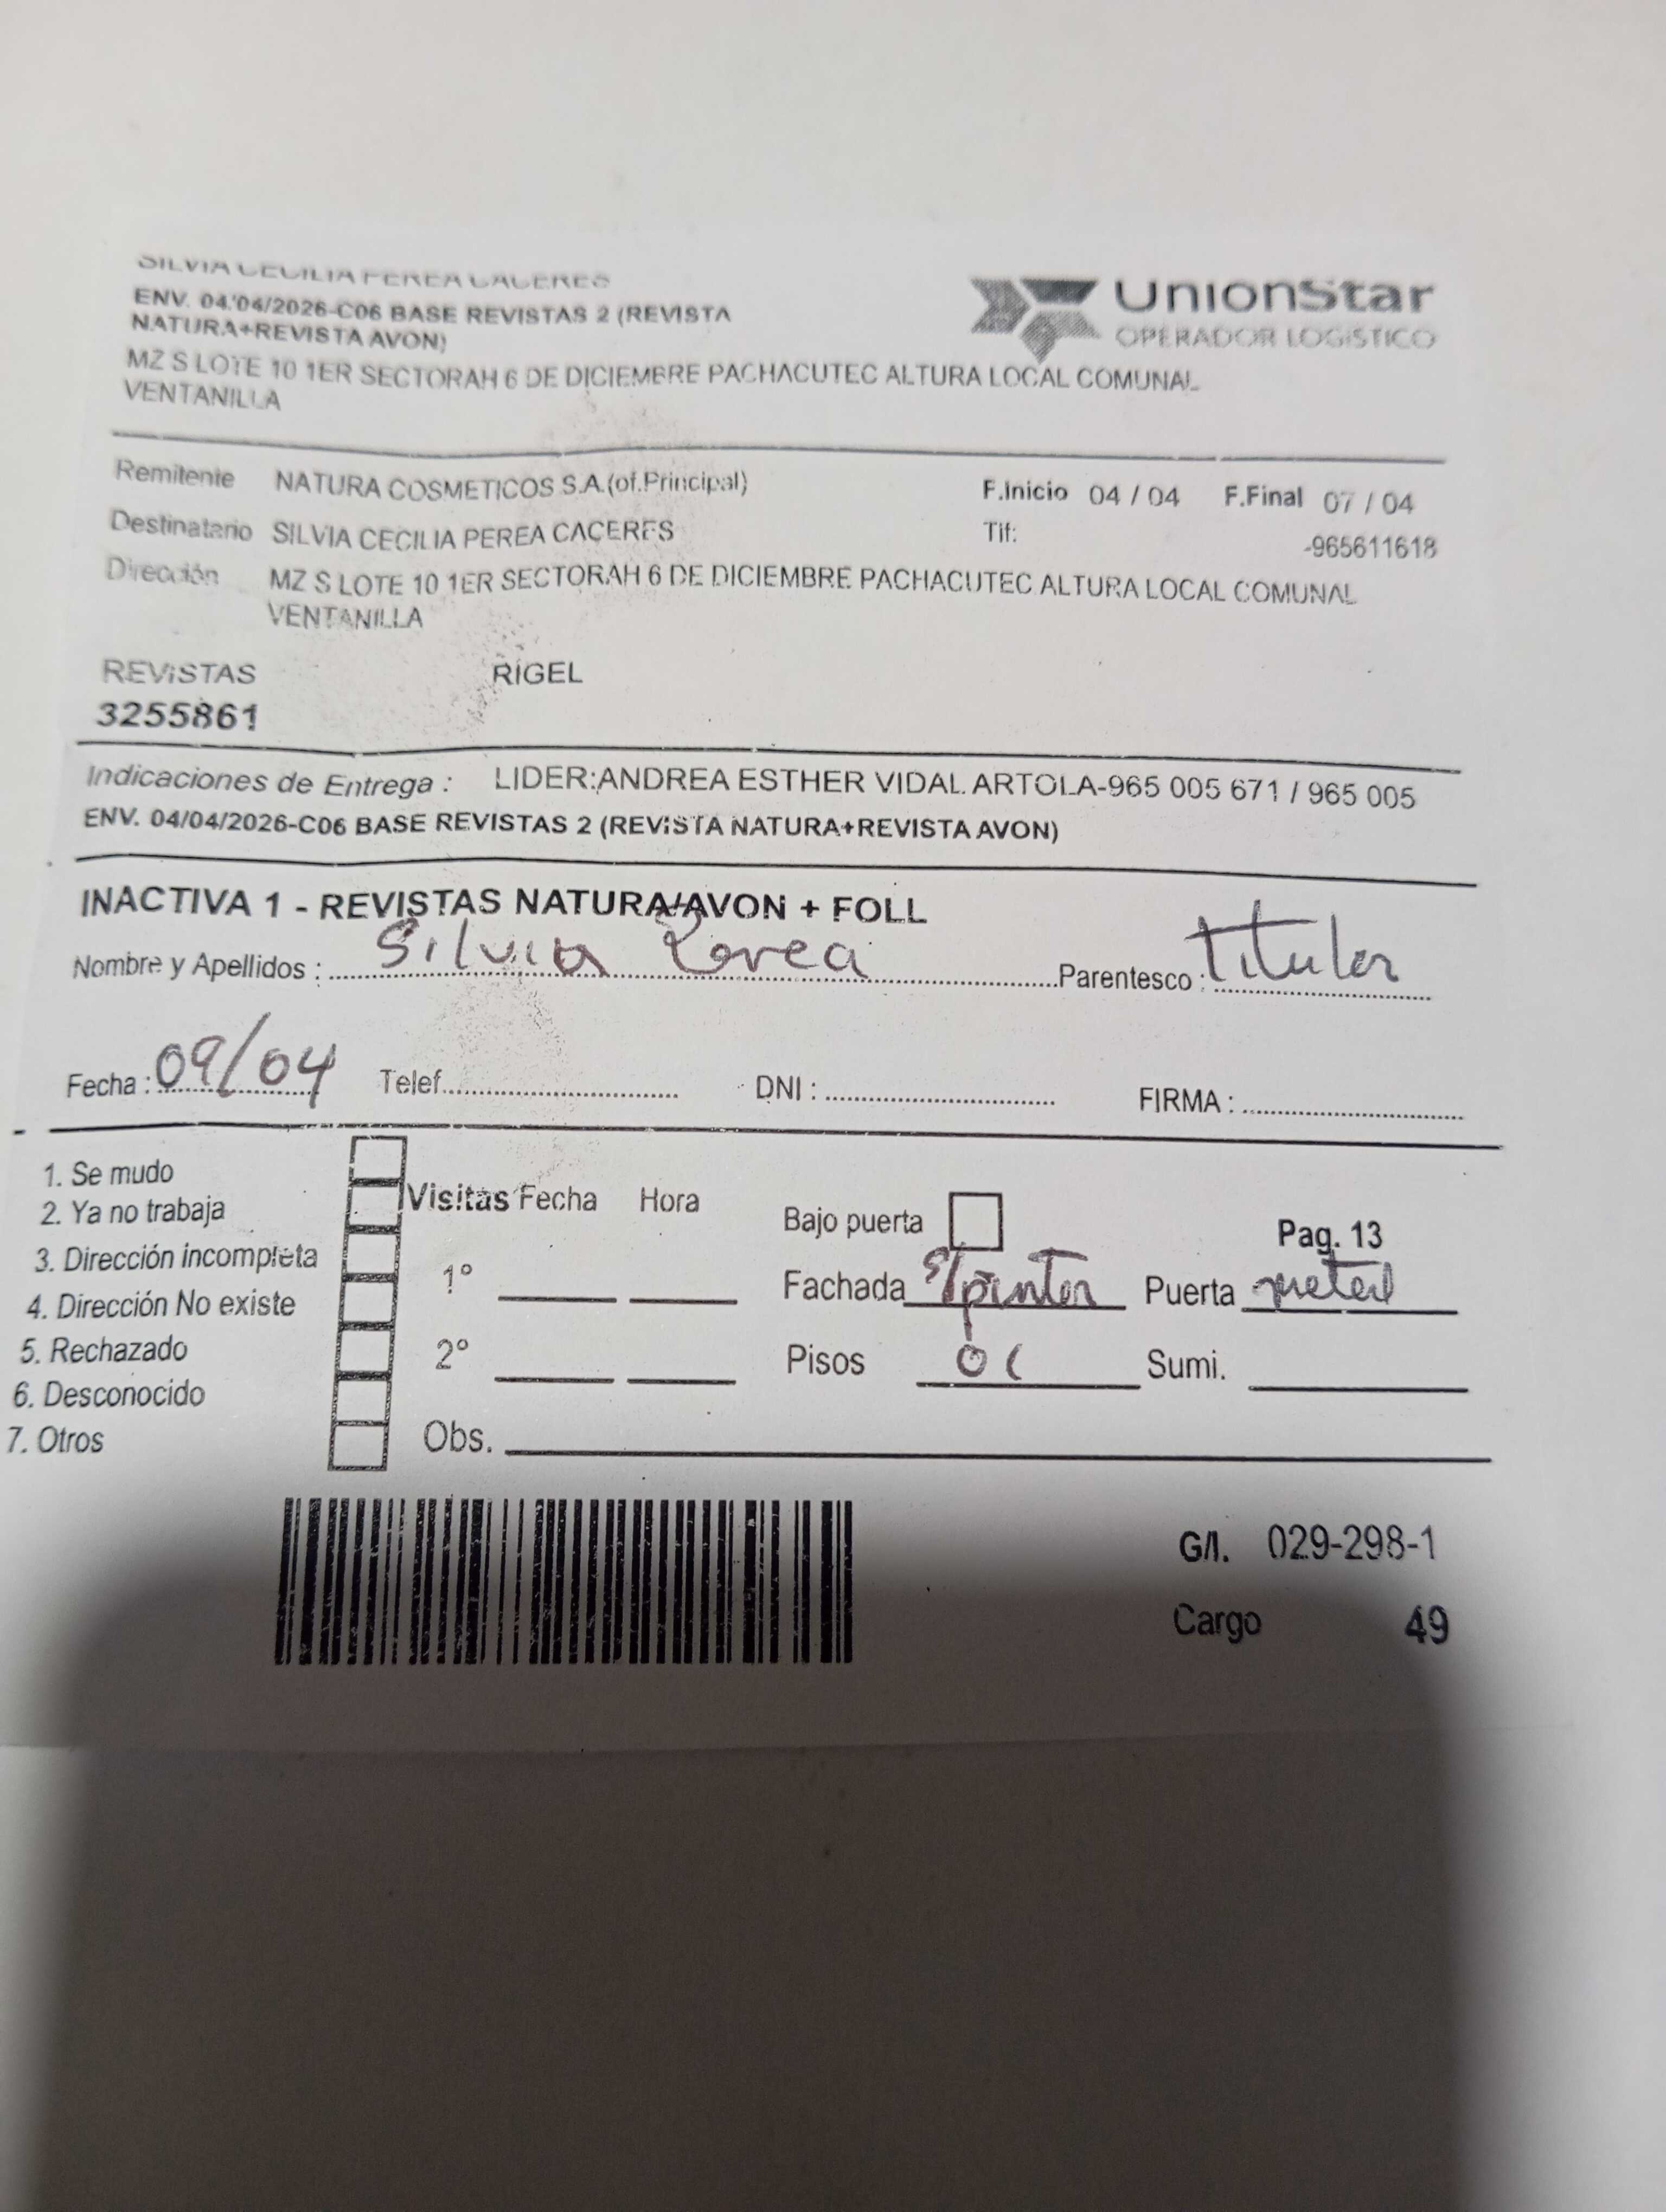 SILVIA CECILIA PEREA CACERES
ENV. 04/04/2026-C06 BASE REVISTAS 2 (REVISTA
NATURA+REVISTA AVON)
UnionStar
OPERADOR LOGISTICO
MZ S LOTE 10 1ER SECTORAH 6 DE DICIEMBRE PACHACUTEC ALTURA LOCAL COMUNAL
VENTANILLA
Remitente NATURA COSMETICOS S.A.(of.Principal) F.Inicio 04 / 04 F.Final 07 / 04
Destinatario SILVIA CECILIA PEREA CACERES Tlf: -965611618
Dirección MZ S LOTE 10 1ER SECTORAH 6 DE DICIEMBRE PACHACUTEC ALTURA LOCAL COMUNAL
VENTANILLA
REVISTAS RIGEL
3255861
Indicaciones de Entrega : LIDER:ANDREA ESTHER VIDAL ARTOLA-965 005 671 / 965 005
ENV. 04/04/2026-C06 BASE REVISTAS 2 (REVISTA NATURA+REVISTA AVON)
INACTIVA 1 - REVISTAS NATURA/AVON + FOLL
Nombre y Apellidos : Silvia Perea Parentesco : titular
Fecha : 09/04 Telef. DNI : FIRMA :
1. Se mudo
2. Ya no trabaja
3. Dirección incompleta
4. Dirección No existe
5. Rechazado
6. Desconocido
7. Otros
Visitas Fecha Hora
1°
2°
Obs.
Bajo puerta Pag. 13
Fachada s/pintar Puerta metal
Pisos 01 Sumi.
G/I. 029-298-1
Cargo 49